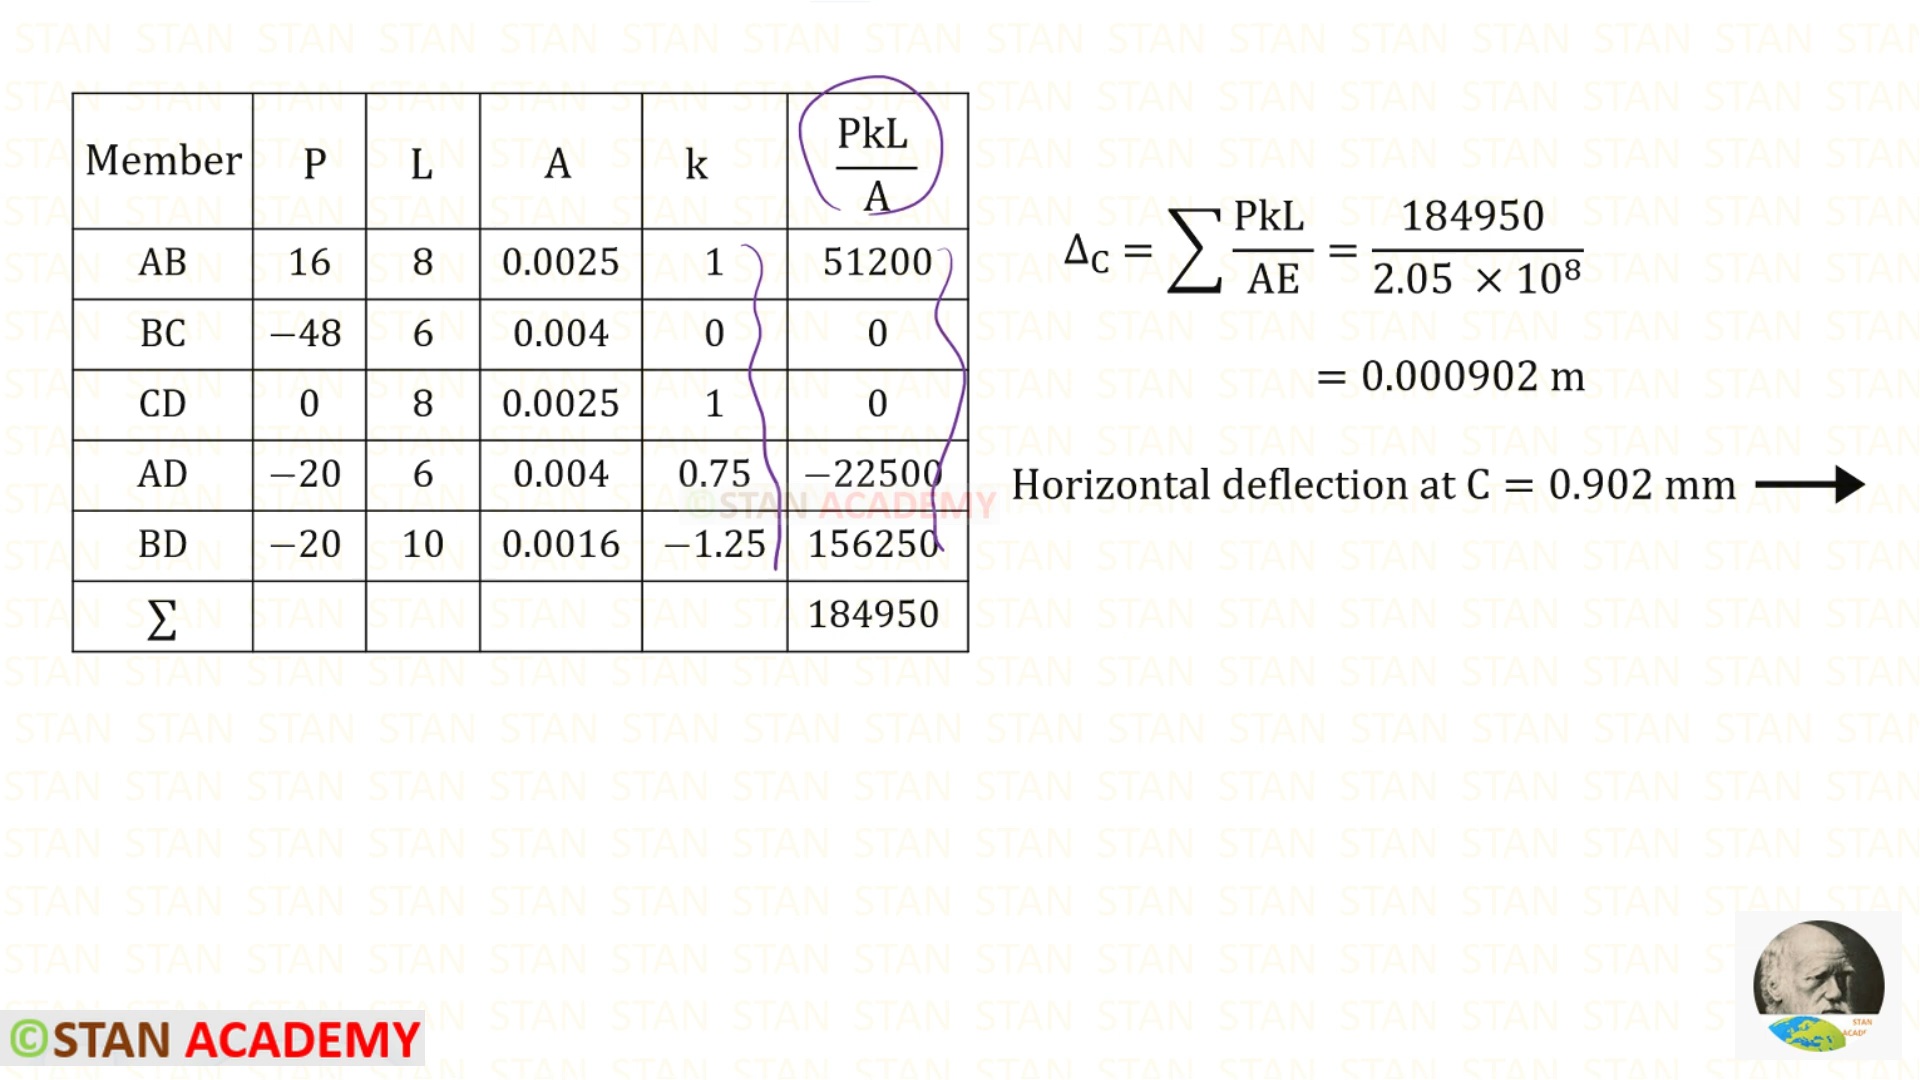 Member P L A k PkL/A
AB 16 8 0.0025 1 51200
BC −48 6 0.004 0 0
CD 0 8 0.0025 1 0
AD −20 6 0.004 0.75 −22500
BD −20 10 0.0016 −1.25 156250
∑ 184950
Δ_C = ∑ PkL/AE = 184950/2.05 × 10⁸
= 0.000902 m
Horizontal deflection at C = 0.902 mm →
©STAN ACADEMY
©STAN ACADEMY